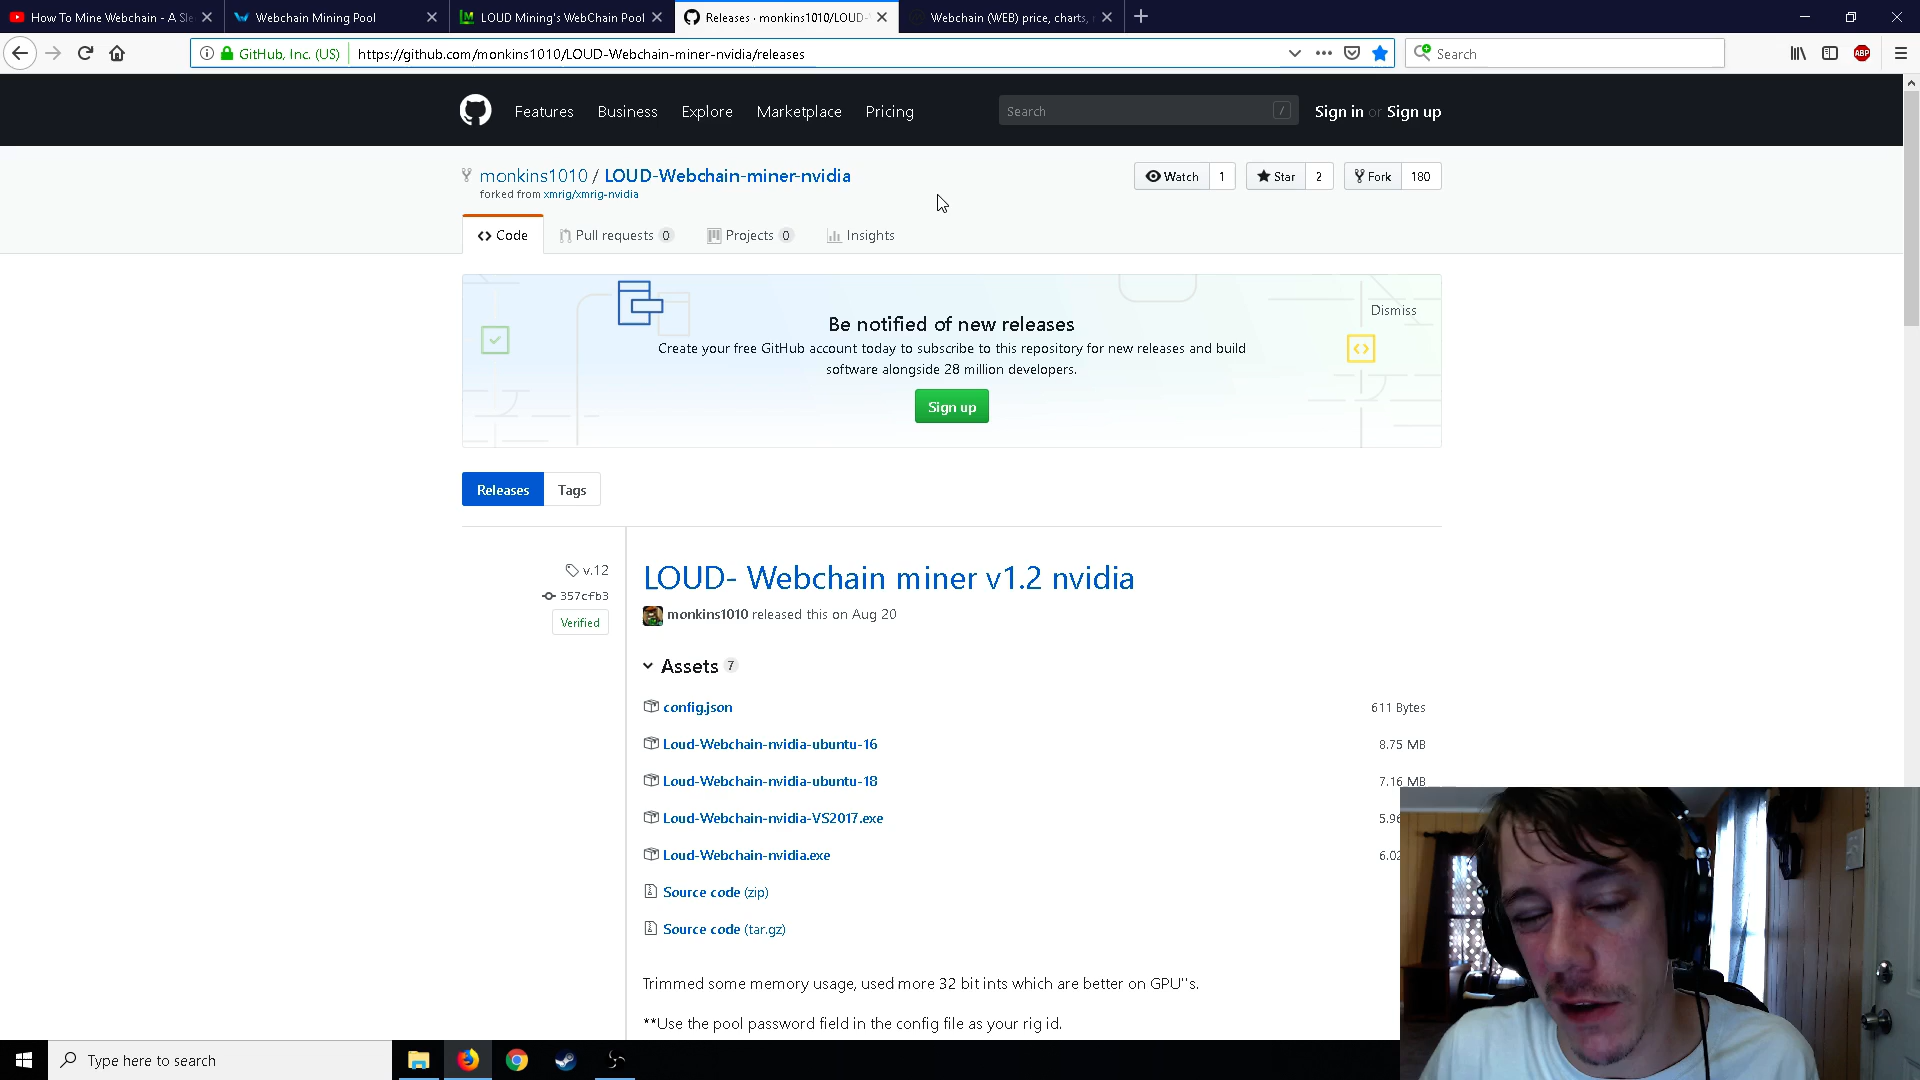 How To Mine Webchain - A Sle
Webchain Mining Pool
LOUD Mining's WebChain Pool
Releases · monkins1010/LOUD-
Webchain (WEB) price, charts,
GitHub, Inc. (US)
https://github.com/monkins1010/LOUD-Webchain-miner-nvidia/releases
Search
ABP
Features
Business
Explore
Marketplace
Pricing
Search
/
Sign in or Sign up
monkins1010 / LOUD-Webchain-miner-nvidia
forked from xmrig/xmrig-nvidia
Watch 1
Star 2
Fork 180
Code
Pull requests 0
Projects 0
Insights
Be notified of new releases
Dismiss
Create your free GitHub account today to subscribe to this repository for new releases and build
software alongside 28 million developers.
Sign up
Releases
Tags
v.12
357cfb3
Verified
LOUD- Webchain miner v1.2 nvidia
monkins1010 released this on Aug 20
Assets 7
config.json 611 Bytes
Loud-Webchain-nvidia-ubuntu-16 8.75 MB
Loud-Webchain-nvidia-ubuntu-18 7.16 MB
Loud-Webchain-nvidia-VS2017.exe 5.96
Loud-Webchain-nvidia.exe 6.02
Source code (zip)
Source code (tar.gz)
Trimmed some memory usage, used more 32 bit ints which are better on GPU"s.
**Use the pool password field in the config file as your rig id.
Type here to search